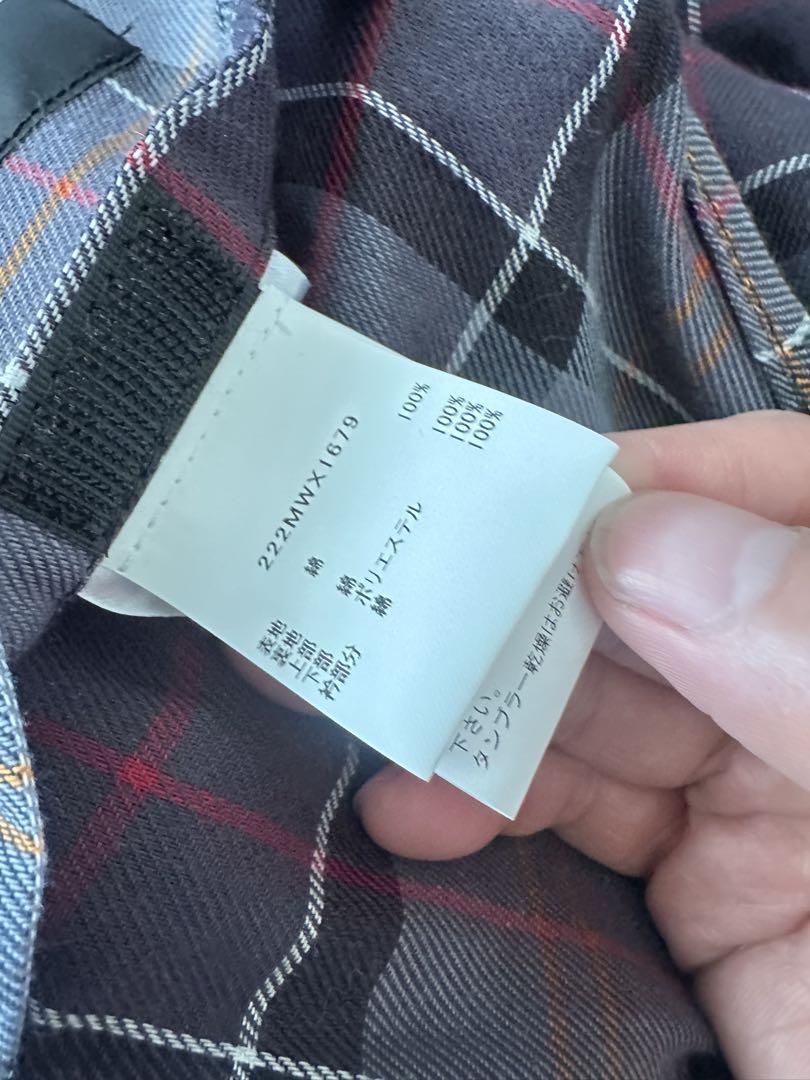 222MWX1679
表地 綿 100%
裏地
上部 綿 100%
下部 ポリエステル 100%
衿部分 綿 100%
下さい。
タンブラー乾燥はお避け